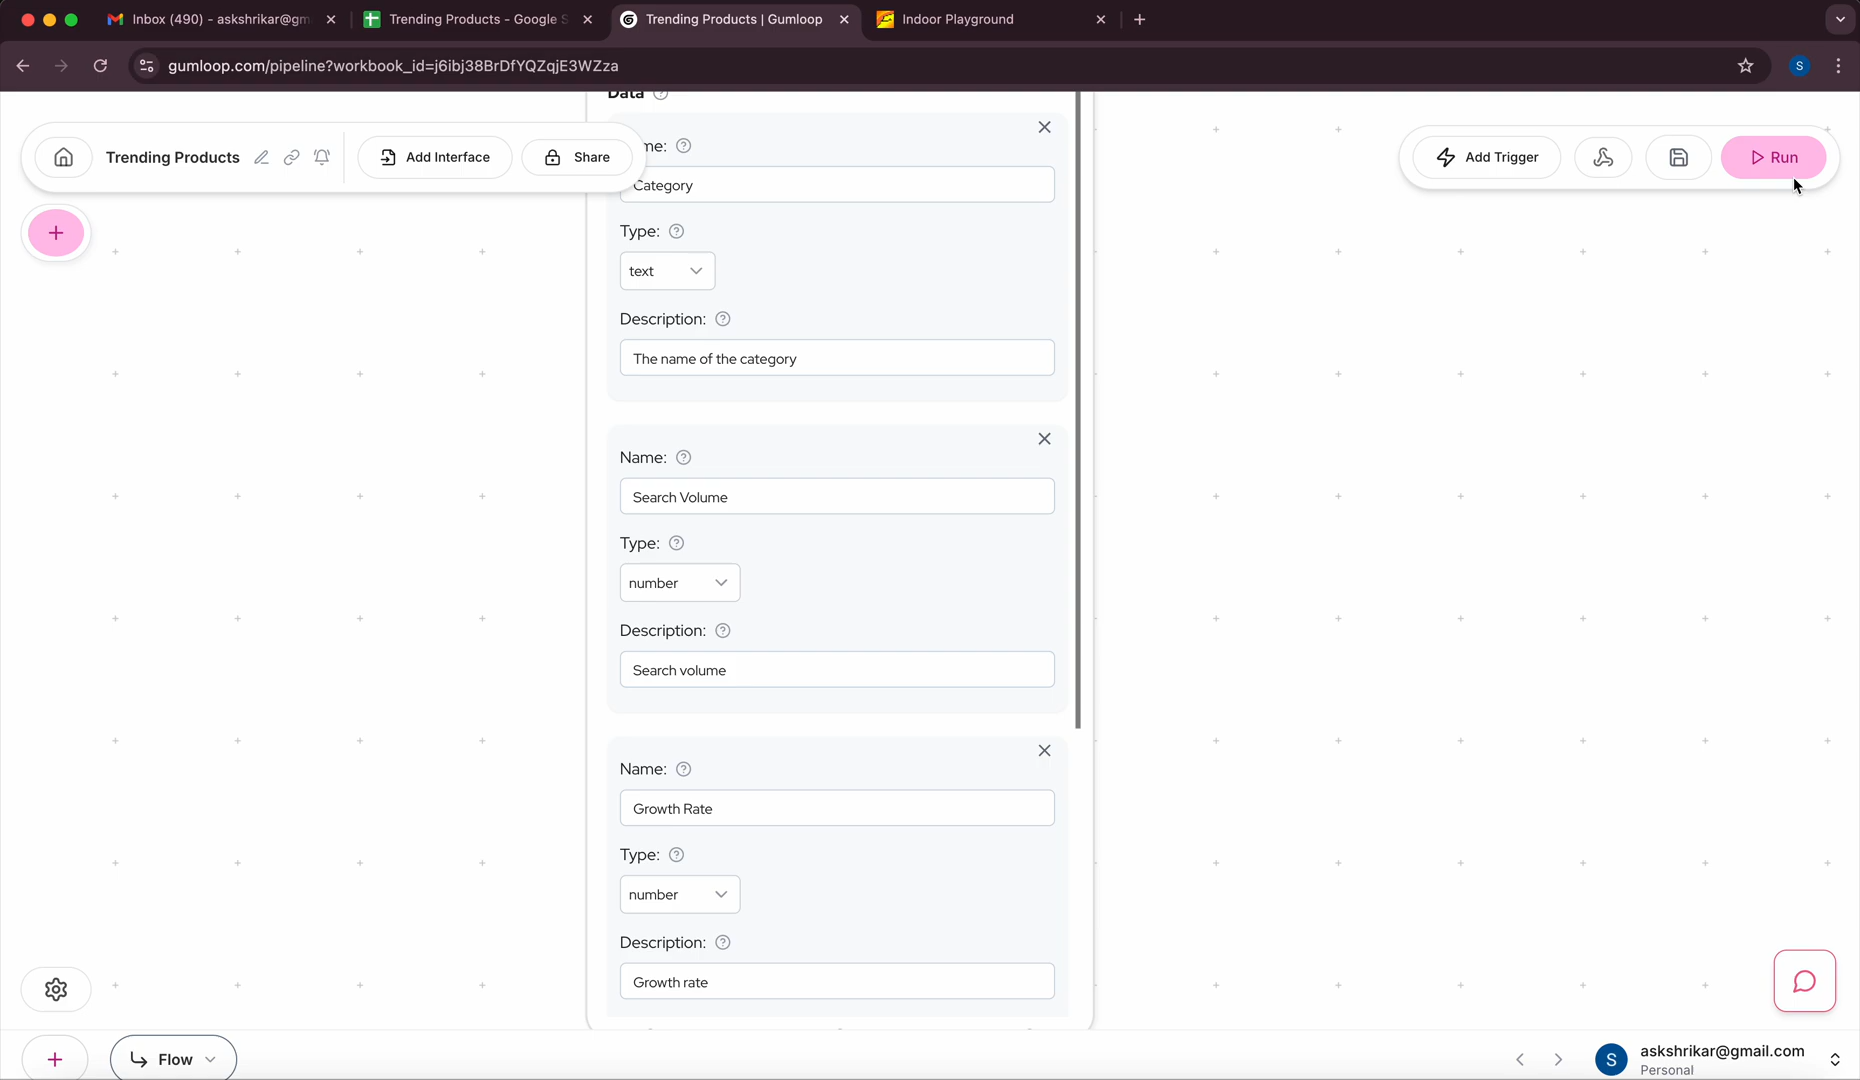 Inbox (490) - askshrikar@gm
Trending Products - Google S
Trending Products | Gumloop
Indoor Playground
gumloop.com/pipeline?workbook_id=j6ibj38BrDfYQZqjE3WZza
S
Data
Trending Products
Add Interface
Share
Add Trigger
Run
me:
Category
Type:
text
Description:
The name of the category
Name:
Search Volume
Type:
number
Description:
Search volume
Name:
Growth Rate
Type:
number
Description:
Growth rate
Flow
S
askshrikar@gmail.com
Personal